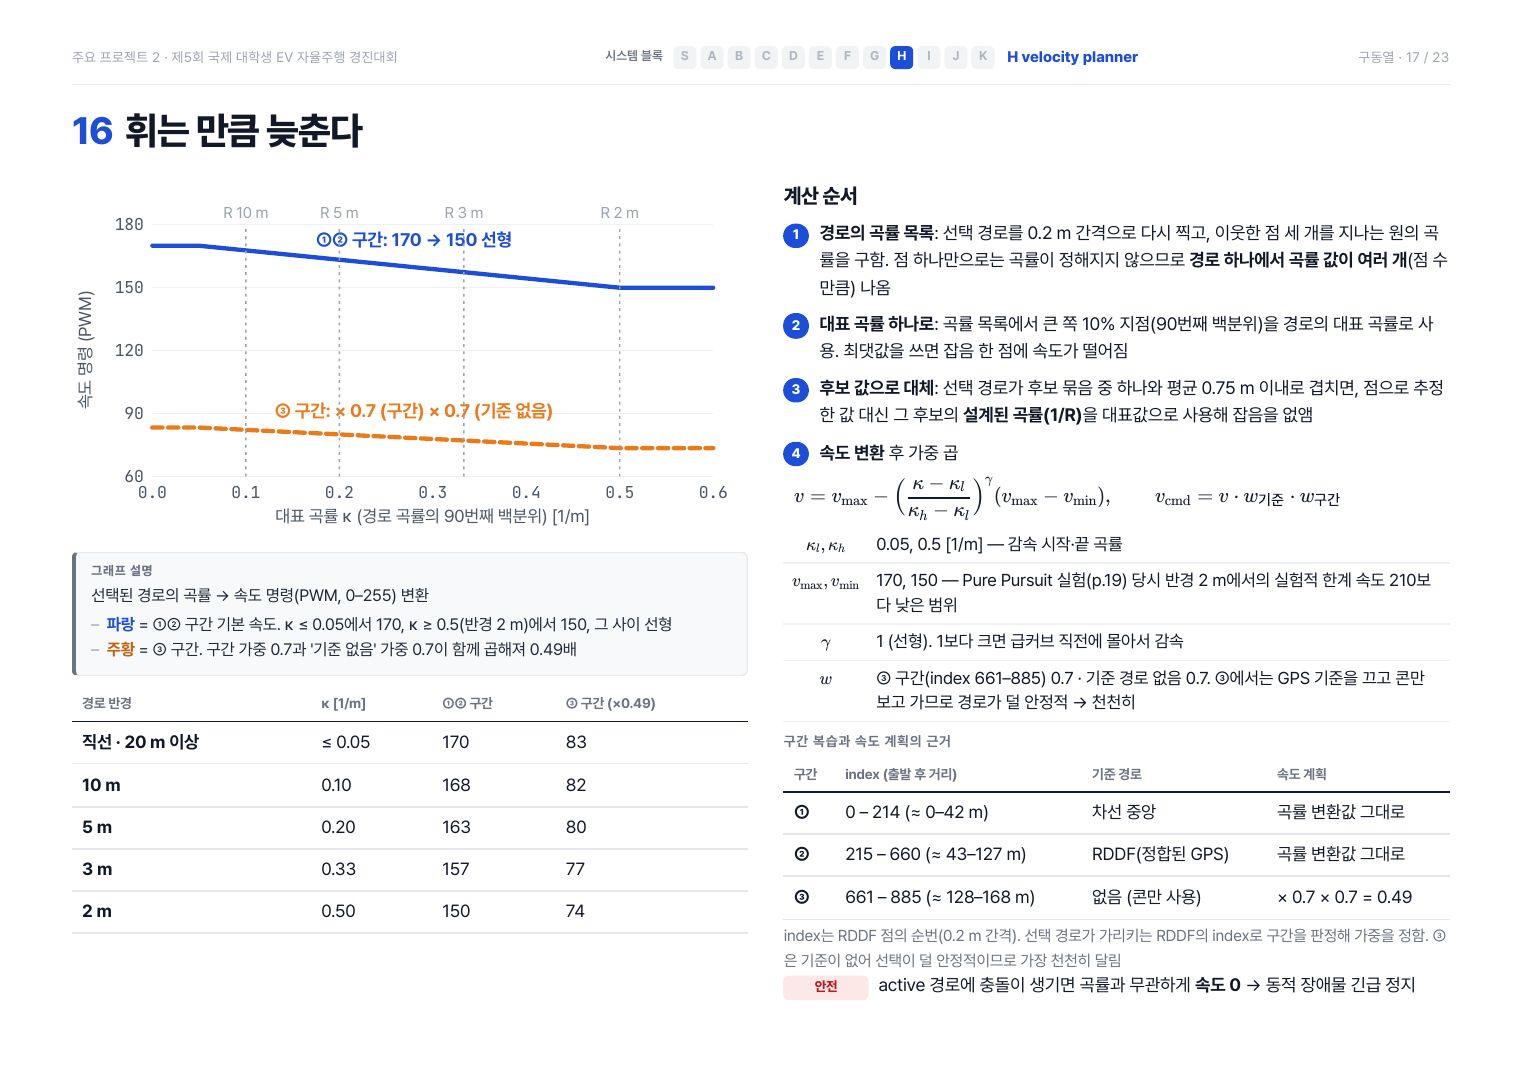 주요 프로젝트 2 · 제5회 국제 대학생 EV 자율주행 경진대회
시스템 블록 S A B C D E F G H I J K H velocity planner
구동열 · 17 / 23
16 휘는 만큼 늦춘다
R 10 m R 5 m R 3 m R 2 m
180
①② 구간: 170 → 150 선형
150
120
90
③ 구간: × 0.7 (구간) × 0.7 (기준 없음)
60
속도 명령 (PWM)
0.0 0.1 0.2 0.3 0.4 0.5 0.6
대표 곡률 κ (경로 곡률의 90번째 백분위) [1/m]
그래프 설명
선택된 경로의 곡률 → 속도 명령(PWM, 0–255) 변환
– 파랑 = ①② 구간 기본 속도. κ ≤ 0.05에서 170, κ ≥ 0.5(반경 2 m)에서 150, 그 사이 선형
– 주황 = ③ 구간. 구간 가중 0.7과 '기준 없음' 가중 0.7이 함께 곱해져 0.49배
경로 반경 κ [1/m] ①② 구간 ③ 구간 (×0.49)
직선 · 20 m 이상 ≤ 0.05 170 83
10 m 0.10 168 82
5 m 0.20 163 80
3 m 0.33 157 77
2 m 0.50 150 74
계산 순서
1 경로의 곡률 목록: 선택 경로를 0.2 m 간격으로 다시 찍고, 이웃한 점 세 개를 지나는 원의 곡
률을 구함. 점 하나만으로는 곡률이 정해지지 않으므로 경로 하나에서 곡률 값이 여러 개(점 수
만큼) 나옴
2 대표 곡률 하나로: 곡률 목록에서 큰 쪽 10% 지점(90번째 백분위)을 경로의 대표 곡률로 사
용. 최댓값을 쓰면 잡음 한 점에 속도가 떨어짐
3 후보 값으로 대체: 선택 경로가 후보 묶음 중 하나와 평균 0.75 m 이내로 겹치면, 점으로 추정
한 값 대신 그 후보의 설계된 곡률(1/R)을 대표값으로 사용해 잡음을 없앰
4 속도 변환 후 가중 곱
v = v_max − ((κ − κ_l) / (κ_h − κ_l))^γ (v_max − v_min), v_cmd = v · w_기준 · w_구간
κ_l, κ_h 0.05, 0.5 [1/m] — 감속 시작·끝 곡률
v_max, v_min 170, 150 — Pure Pursuit 실험(p.19) 당시 반경 2 m에서의 실험적 한계 속도 210보
다 낮은 범위
γ 1 (선형). 1보다 크면 급커브 직전에 몰아서 감속
w ③ 구간(index 661–885) 0.7 · 기준 경로 없음 0.7. ③에서는 GPS 기준을 끄고 콘만
보고 가므로 경로가 덜 안정적 → 천천히
구간 복습과 속도 계획의 근거
구간 index (출발 후 거리) 기준 경로 속도 계획
① 0 – 214 (≈ 0–42 m) 차선 중앙 곡률 변환값 그대로
② 215 – 660 (≈ 43–127 m) RDDF(정합된 GPS) 곡률 변환값 그대로
③ 661 – 885 (≈ 128–168 m) 없음 (콘만 사용) × 0.7 × 0.7 = 0.49
index는 RDDF 점의 순번(0.2 m 간격). 선택 경로가 가리키는 RDDF의 index로 구간을 판정해 가중을 정함. ③
은 기준이 없어 선택이 덜 안정적이므로 가장 천천히 달림
안전 active 경로에 충돌이 생기면 곡률과 무관하게 속도 0 → 동적 장애물 긴급 정지